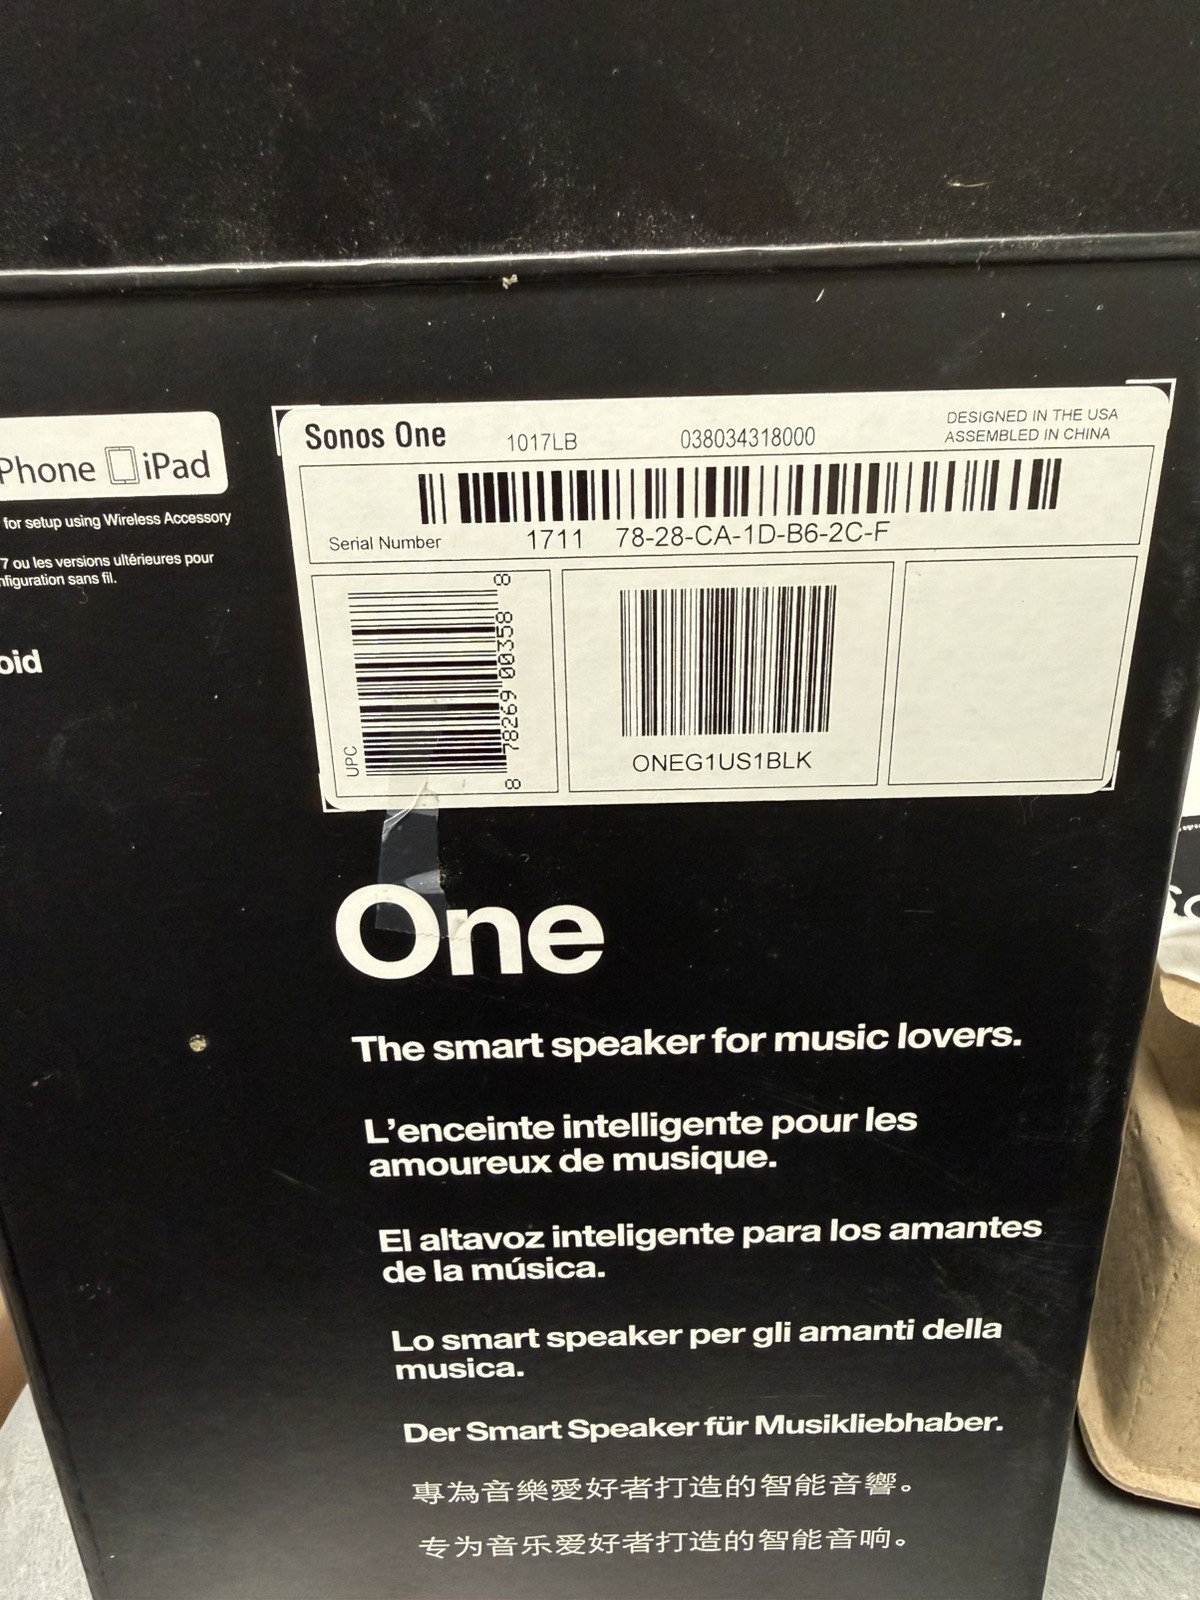 Phone iPad
for setup using Wireless Accessory
7 ou les versions ultérieures pour
nfiguration sans fil.
oid
Sonos One 1017LB 038034318000 DESIGNED IN THE USA
ASSEMBLED IN CHINA
Serial Number 1711 78-28-CA-1D-B6-2C-F
UPC 8 78269 00358 8
ONEG1US1BLK
One
The smart speaker for music lovers.
L'enceinte intelligente pour les
amoureux de musique.
El altavoz inteligente para los amantes
de la música.
Lo smart speaker per gli amanti della
musica.
Der Smart Speaker für Musikliebhaber.
專為音樂愛好者打造的智能音響。
专为音乐爱好者打造的智能音响。